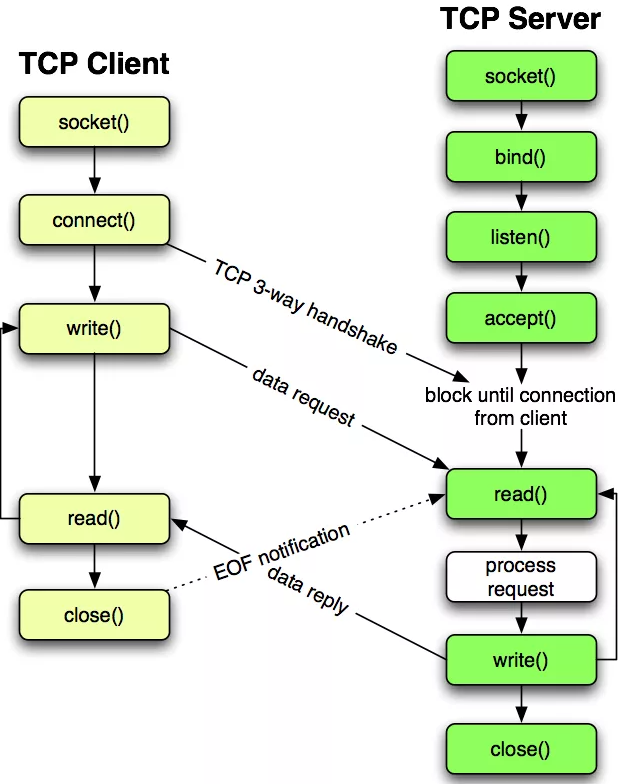 TCP Client
socket()
connect()
write()
read()
close()
TCP Server
socket()
bind()
listen()
accept()
block until connection
from client
read()
process
request
write()
close()
TCP 3-way handshake
data request
EOF notification
data reply